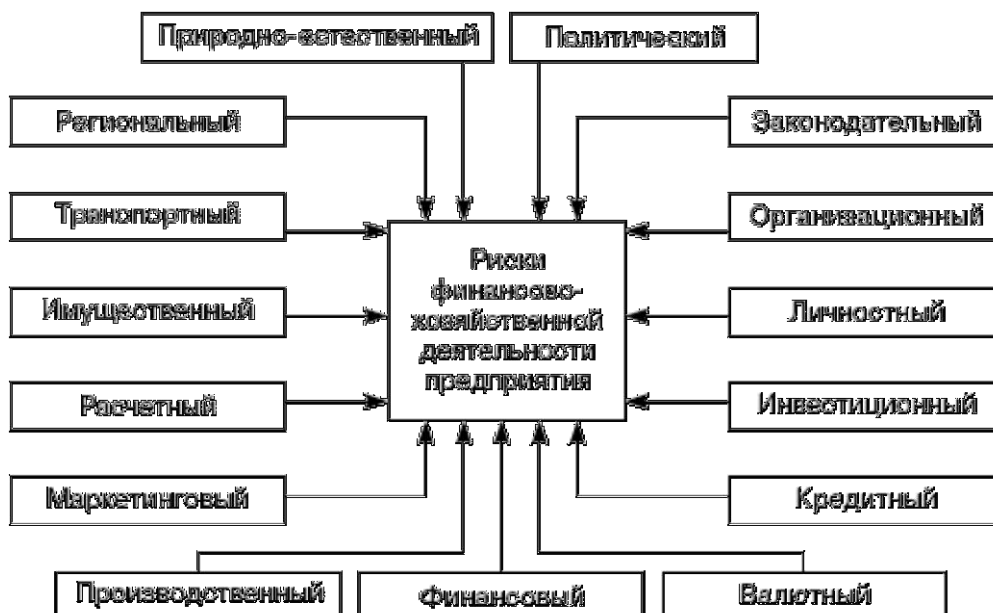 Природно-естественный
Политический
Региональный
Законодательный
Транспортный
Организационный
Риски
финансово-
хозяйственной
деятельности
предприятия
Имущественный
Личностный
Расчетный
Инвестиционный
Маркетинговый
Кредитный
Производственный
Финансовый
Валютный